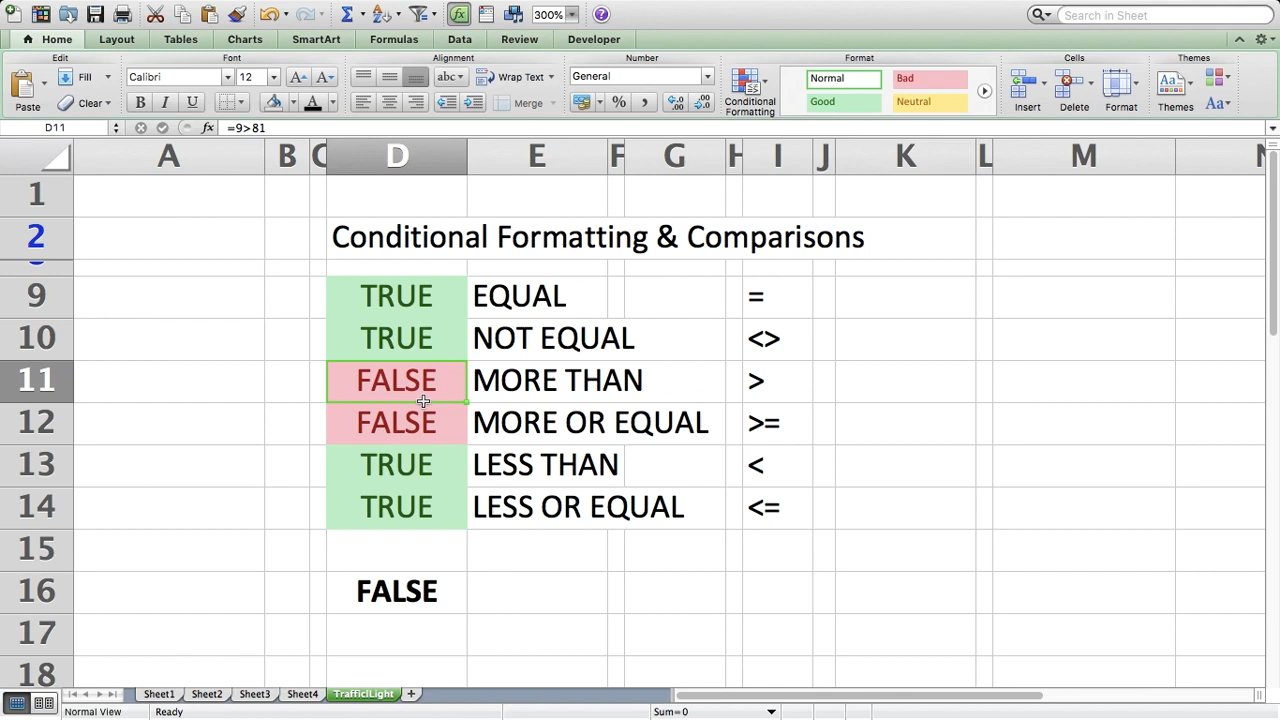 300%
Search in Sheet
Home Layout Tables Charts SmartArt Formulas Data Review Developer
Edit Font Alignment Number Format Cells Themes
Paste Fill Clear
Calibri 12
B I U
A A
abc Wrap Text Merge
General
%
Conditional Formatting
Normal Bad
Good Neutral
Insert Delete Format
Themes Aa
D11 fx =9>81
A B C D E F G H I J K L M N
1
2 Conditional Formatting & Comparisons
9 TRUE EQUAL =
10 TRUE NOT EQUAL <>
11 FALSE MORE THAN >
12 FALSE MORE OR EQUAL >=
13 TRUE LESS THAN <
14 TRUE LESS OR EQUAL <=
15
16 FALSE
17
18
Sheet1 Sheet2 Sheet3 Sheet4 TrafficlLight +
Normal View Ready Sum=0